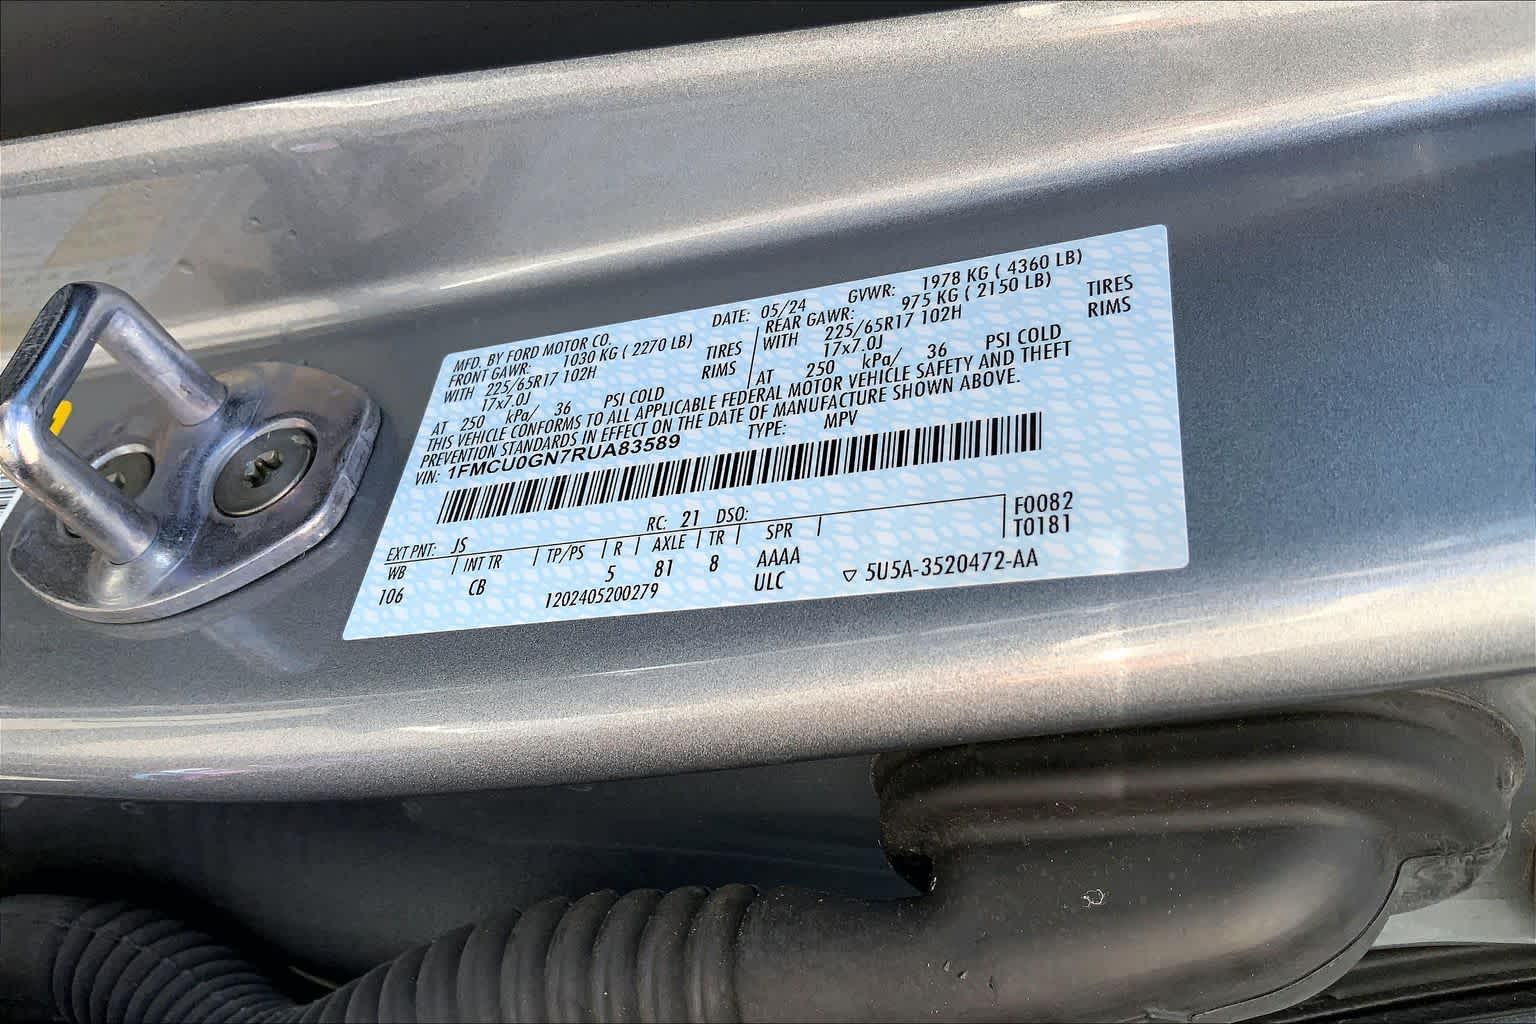 MFD. BY FORD MOTOR CO. DATE: 05/24 GVWR: 1978 KG ( 4360 LB)
FRONT GAWR: 1030 KG ( 2270 LB) REAR GAWR: 975 KG ( 2150 LB)
WITH 225/65R17 102H TIRES WITH 225/65R17 102H TIRES
17x7.0J RIMS 17x7.0J RIMS
AT 250 kPa/ 36 PSI COLD AT 250 kPa/ 36 PSI COLD
THIS VEHICLE CONFORMS TO ALL APPLICABLE FEDERAL MOTOR VEHICLE SAFETY AND THEFT
PREVENTION STANDARDS IN EFFECT ON THE DATE OF MANUFACTURE SHOWN ABOVE.
VIN: 1FMCU0GN7RUA83589 TYPE: MPV
EXT PNT: JS RC: 21 DSO: F0082
WB INT TR TP/PS R AXLE TR SPR T0181
106 CB 5 81 8 AAAA
1202405200279 ULC ▽ 5U5A-3520472-AA